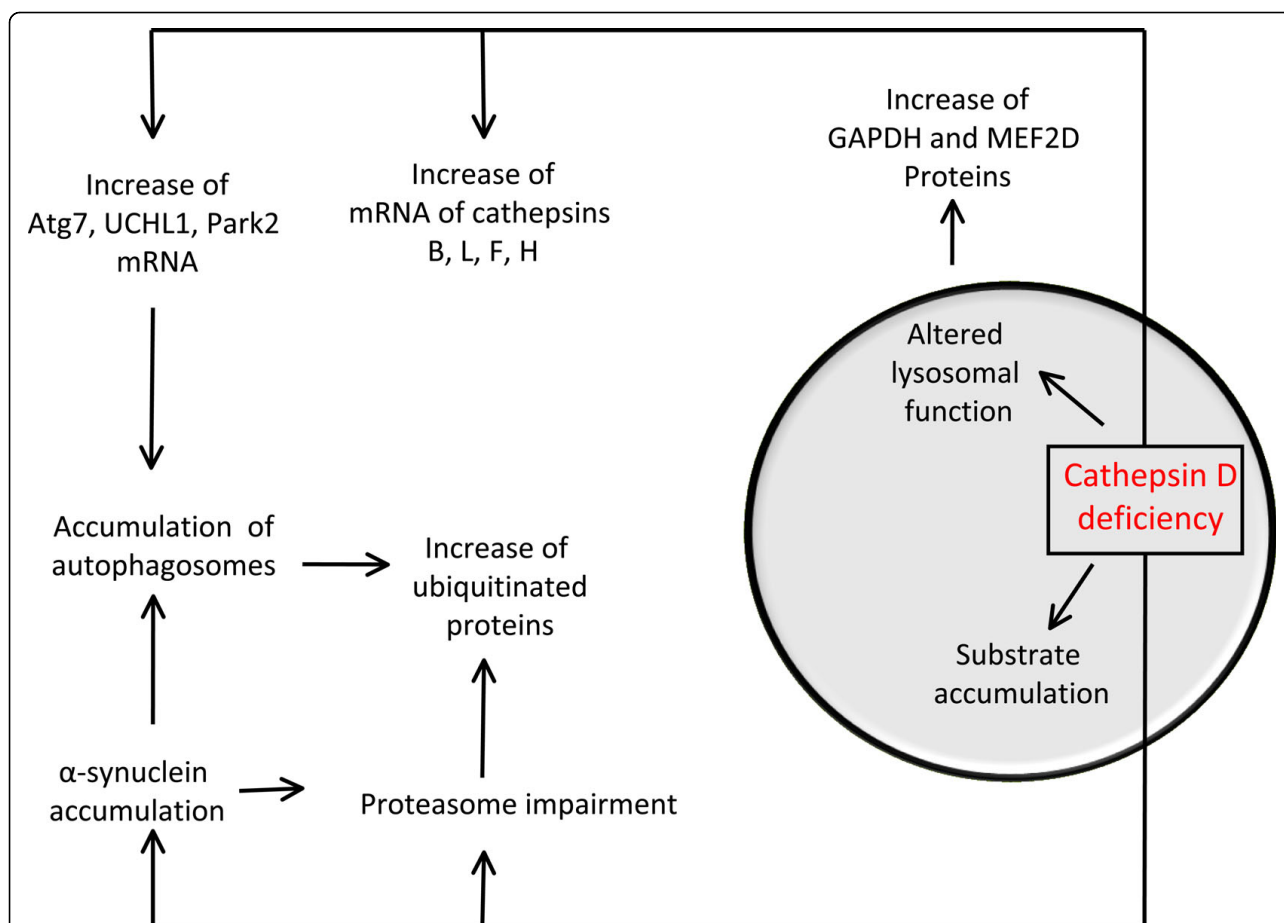 Increase of
Atg7, UCHL1, Park2
mRNA
Increase of
mRNA of cathepsins
B, L, F, H
Increase of
GAPDH and MEF2D
Proteins
Altered
lysosomal
function
Cathepsin D
deficiency
Substrate
accumulation
Accumulation of
autophagosomes
Increase of
ubiquitinated
proteins
α-synuclein
accumulation
Proteasome impairment